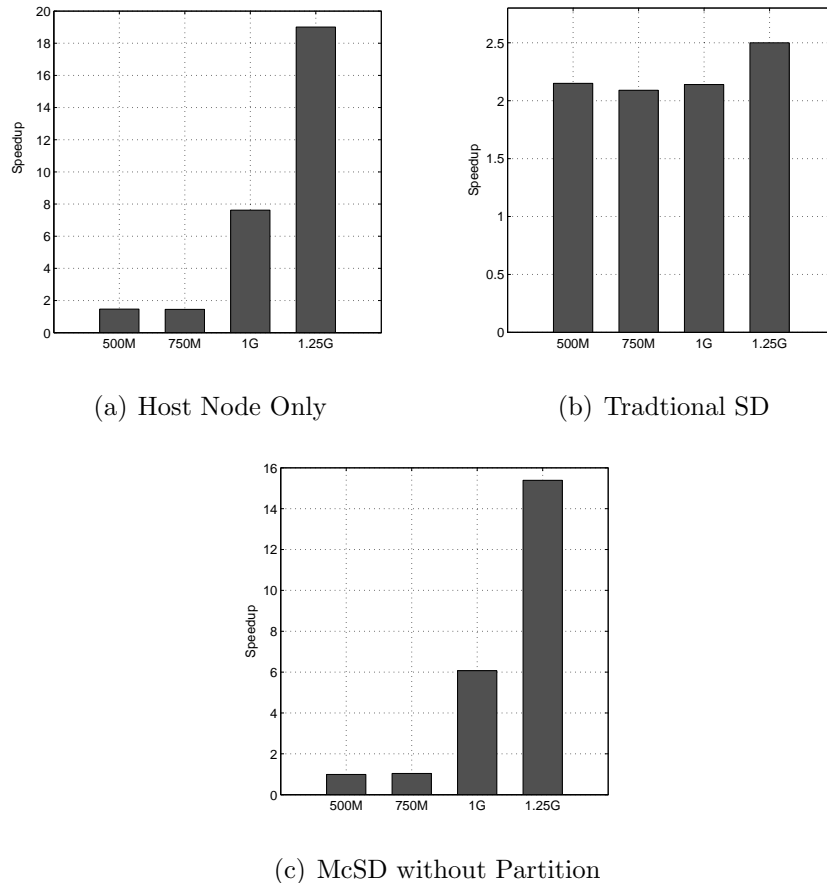 20
18
16
14
12
10
8
6
4
2
0
Speedup
500M 750M 1G 1.25G
(a) Host Node Only
2.5
2
1.5
1
0.5
0
Speedup
500M 750M 1G 1.25G
(b) Tradtional SD
16
14
12
10
8
6
4
2
0
Speedup
500M 750M 1G 1.25G
(c) McSD without Partition